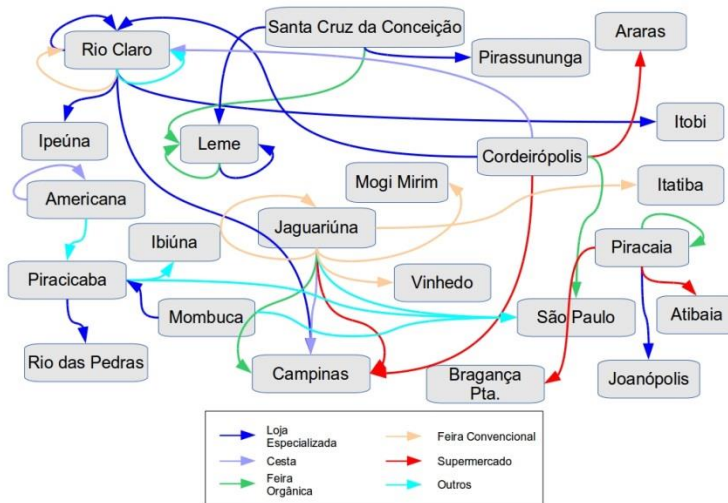 Santa Cruz da Conceição
Araras
Rio Claro
Pirassununga
Itobi
Ipeúna
Leme
Cordeirópolis
Mogi Mirim
Itatiba
Americana
Jaguariúna
Ibiúna
Piracaia
Piracicaba
Vinhedo
Mombuca
São Paulo
Atibaia
Rio das Pedras
Campinas
Bragança
Pta.
Joanópolis
Loja
Especializada
Cesta
Feira
Orgânica
Feira Convencional
Supermercado
Outros